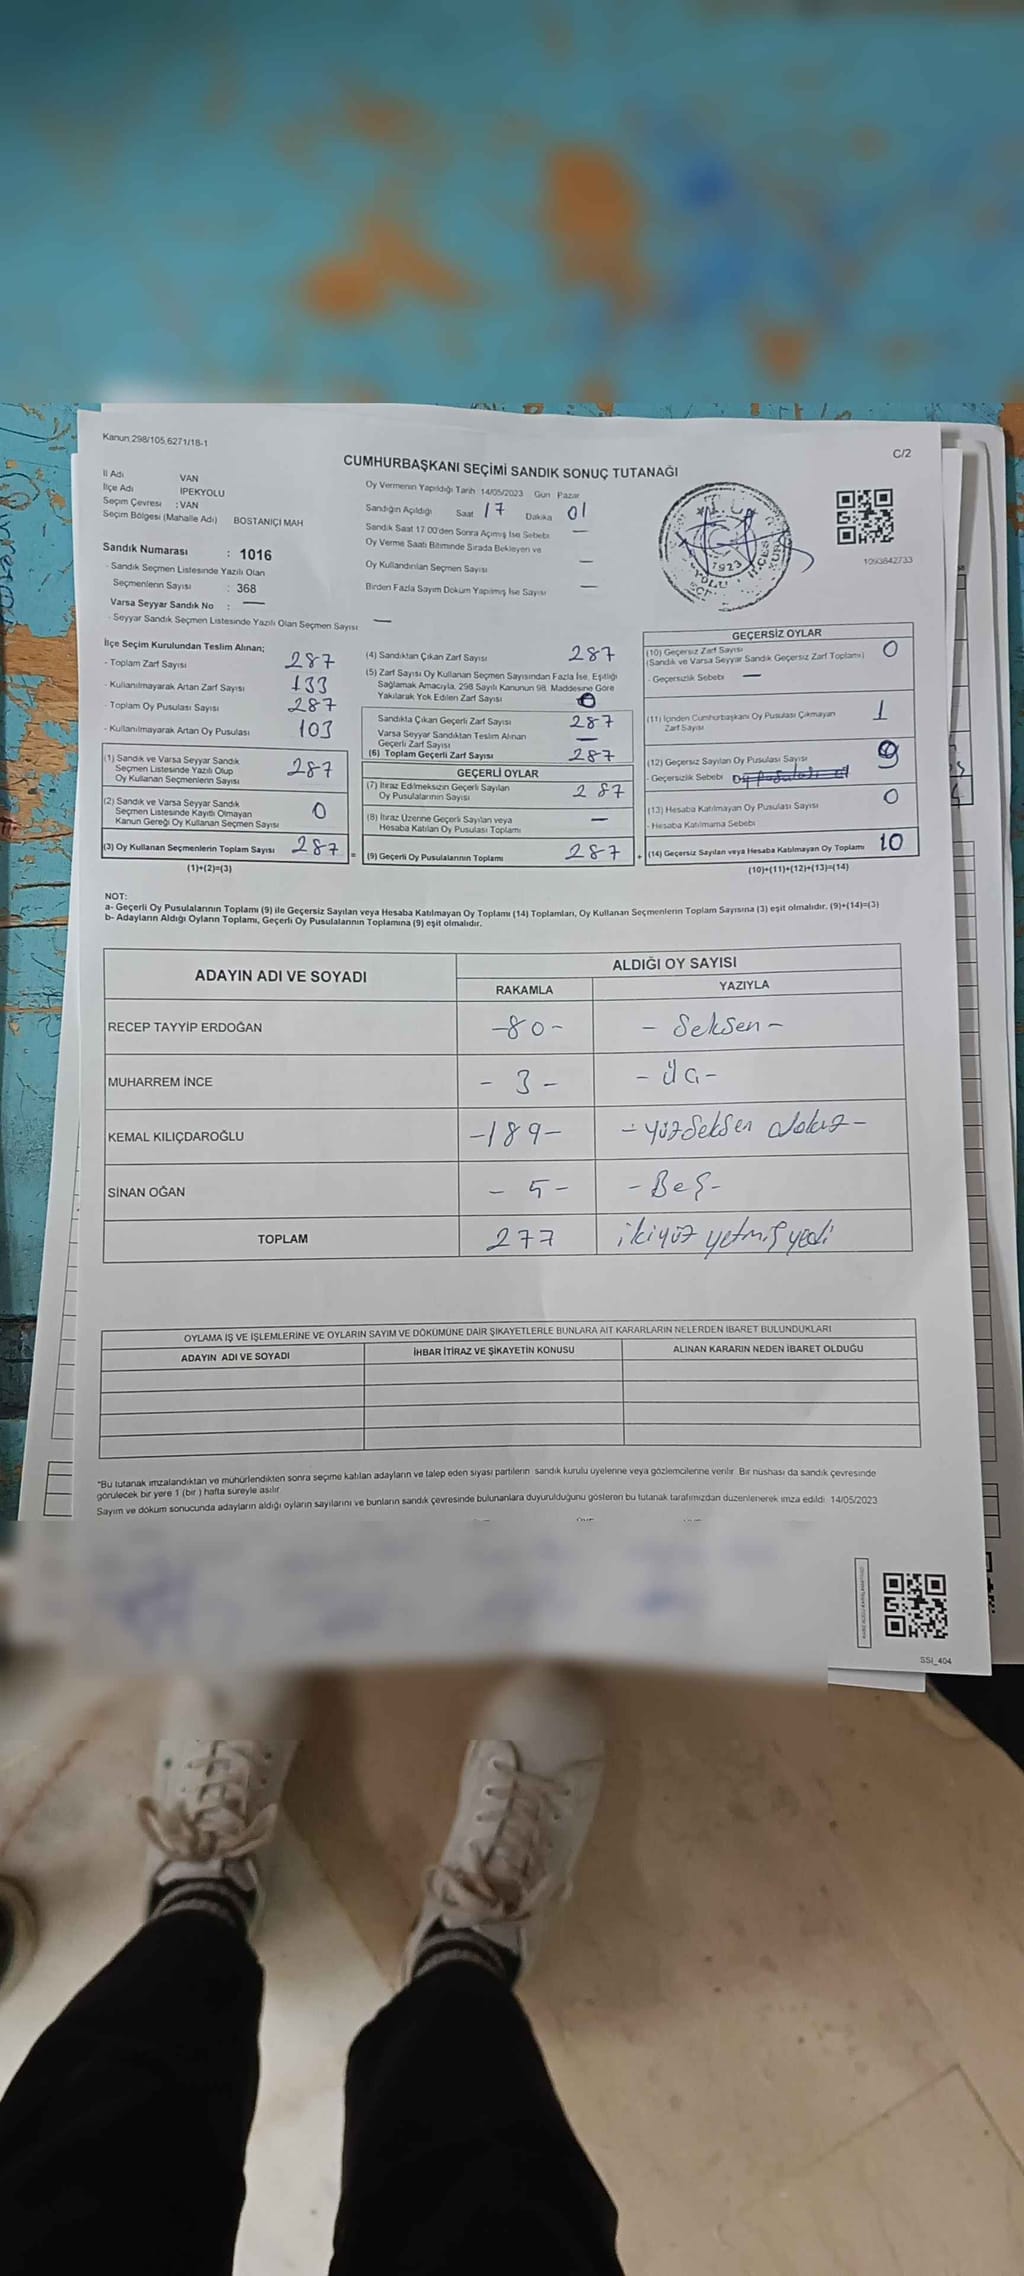 Kanun 298/105,6271/18-1
C/2
CUMHURBAŞKANI SEÇİMİ SANDIK SONUÇ TUTANAĞI
İl Adı VAN
İlçe Adı IPEKYOLU
Seçim Çevresi : VAN
Seçim Bölgesi (Mahalle Adı) BOSTANIÇI MAH
Sandık Numarası : 1016
- Sandık Seçmen Listesinde Yazılı Olan
Seçmenlerin Sayısı : 368
Varsa Seyyar Sandık No : —
- Seyyar Sandık Seçmen Listesinde Yazılı Olan Seçmen Sayısı —
Oy Vermenin Yapıldığı Tarih 14/05/2023 Gün Pazar
Sandığın Açıldığı Saat 17 Dakika 01
Sandık Saat 17:00'den Sonra Açımış İse Sebebi —
Oy Verme Saati Bitiminde Sırada Bekleyen ve
Oy Kullandırılan Seçmen Sayısı —
Birden Fazla Sayım Döküm Yapılmış İse Sayısı —
1923
1093842733
İlçe Seçim Kurulundan Teslim Alınan;
- Toplam Zarf Sayısı 287
- Kullanılmayarak Artan Zarf Sayısı 133
- Toplam Oy Pusulası Sayısı 287
- Kullanılmayarak Artan Oy Pusulası 103
(1) Sandık ve Varsa Seyyar Sandık
Seçmen Listesinde Yazılı Olup
Oy Kullanan Seçmenlerin Sayısı 287
(2) Sandık ve Varsa Seyyar Sandık
Seçmen Listesinde Kayıtlı Olmayan
Kanun Gereği Oy Kullanan Seçmen Sayısı 0
(3) Oy Kullanan Seçmenlerin Toplam Sayısı 287 =
(1)+(2)=(3)
(4) Sandıktan Çıkan Zarf Sayısı 287
(5) Zarf Sayısı Oy Kullanan Seçmen Sayısından Fazla İse, Eşitliği
Sağlamak Amacıyla, 298 Sayılı Kanunun 98. Maddesine Göre
Yakılarak Yok Edilen Zarf Sayısı 0
Sandıkta Çıkan Geçerli Zarf Sayısı 287
Varsa Seyyar Sandıktan Teslim Alınan
Geçerli Zarf Sayısı —
(6) Toplam Geçerli Zarf Sayısı 287
GEÇERLİ OYLAR
(7) İtiraz Edilmeksizin Geçerli Sayılan
Oy Pusulalarının Sayısı 287
(8) İtiraz Üzerine Geçerli Sayılan veya
Hesaba Katılan Oy Pusulası Toplamı —
(9) Geçerli Oy Pusulalarının Toplamı 287 +
GEÇERSİZ OYLAR
(10) Geçersiz Zarf Sayısı
(Sandık ve Varsa Seyyar Sandık Geçersiz Zarf Toplamı) 0
- Geçersizlik Sebebi —
(11) İçinden Cumhurbaşkanı Oy Pusulası Çıkmayan
Zarf Sayısı 1
(12) Geçersiz Sayılan Oy Pusulası Sayısı 9
- Geçersizlik Sebebi
(13) Hesaba Katılmayan Oy Pusulası Sayısı 0
- Hesaba Katılmama Sebebi
(14) Geçersiz Sayılan veya Hesaba Katılmayan Oy Toplamı 10
(10)+(11)+(12)+(13)=(14)
NOT:
a- Geçerli Oy Pusulalarının Toplamı (9) ile Geçersiz Sayılan veya Hesaba Katılmayan Oy Toplamı (14) Toplamları, Oy Kullanan Seçmenlerin Toplam Sayısına (3) eşit olmalıdır. (9)+(14)=(3)
b- Adayların Aldığı Oyların Toplamı, Geçerli Oy Pusulalarının Toplamına (9) eşit olmalıdır.
ADAYIN ADI VE SOYADI ALDIĞI OY SAYISI
RAKAMLA YAZIYLA
RECEP TAYYİP ERDOĞAN -80- - Seksen -
MUHARREM İNCE - 3 - - Üç -
KEMAL KILIÇDAROĞLU -189- - yüzseksen dokuz -
SİNAN OĞAN - 5 - - Beş -
TOPLAM 277 ikiyüz yetmiş yedi
OYLAMA İŞ VE İŞLEMLERİNE VE OYLARIN SAYIM VE DÖKÜMÜNE DAİR ŞİKAYETLERLE BUNLARA AİT KARARLARIN NELERDEN İBARET BULUNDUKLARI
ADAYIN ADI VE SOYADI İHBAR İTİRAZ VE ŞİKAYETİN KONUSU ALINAN KARARIN NEDEN İBARET OLDUĞU
"Bu tutanak imzalandıktan ve mühürlendikten sonra seçime katılan adayların ve talep eden siyasi partilerin sandık kurulu üyelerine veya gözlemcilerine verilir. Bir nüshası da sandık çevresinde
görülecek bir yere 1 (bir ) hafta süreyle asılır
Sayım ve döküm sonucunda adayların aldığı oyların sayılarını ve bunların sandık çevresinde bulunanlara duyurulduğunu gösteren bu tutanak tarafımızdan düzenlenerek imza edildi. 14/05/2023
SSİ_404